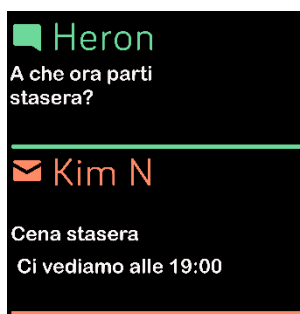 Heron
A che ora parti
stasera?
Kim N
Cena stasera
Ci vediamo alle 19:00